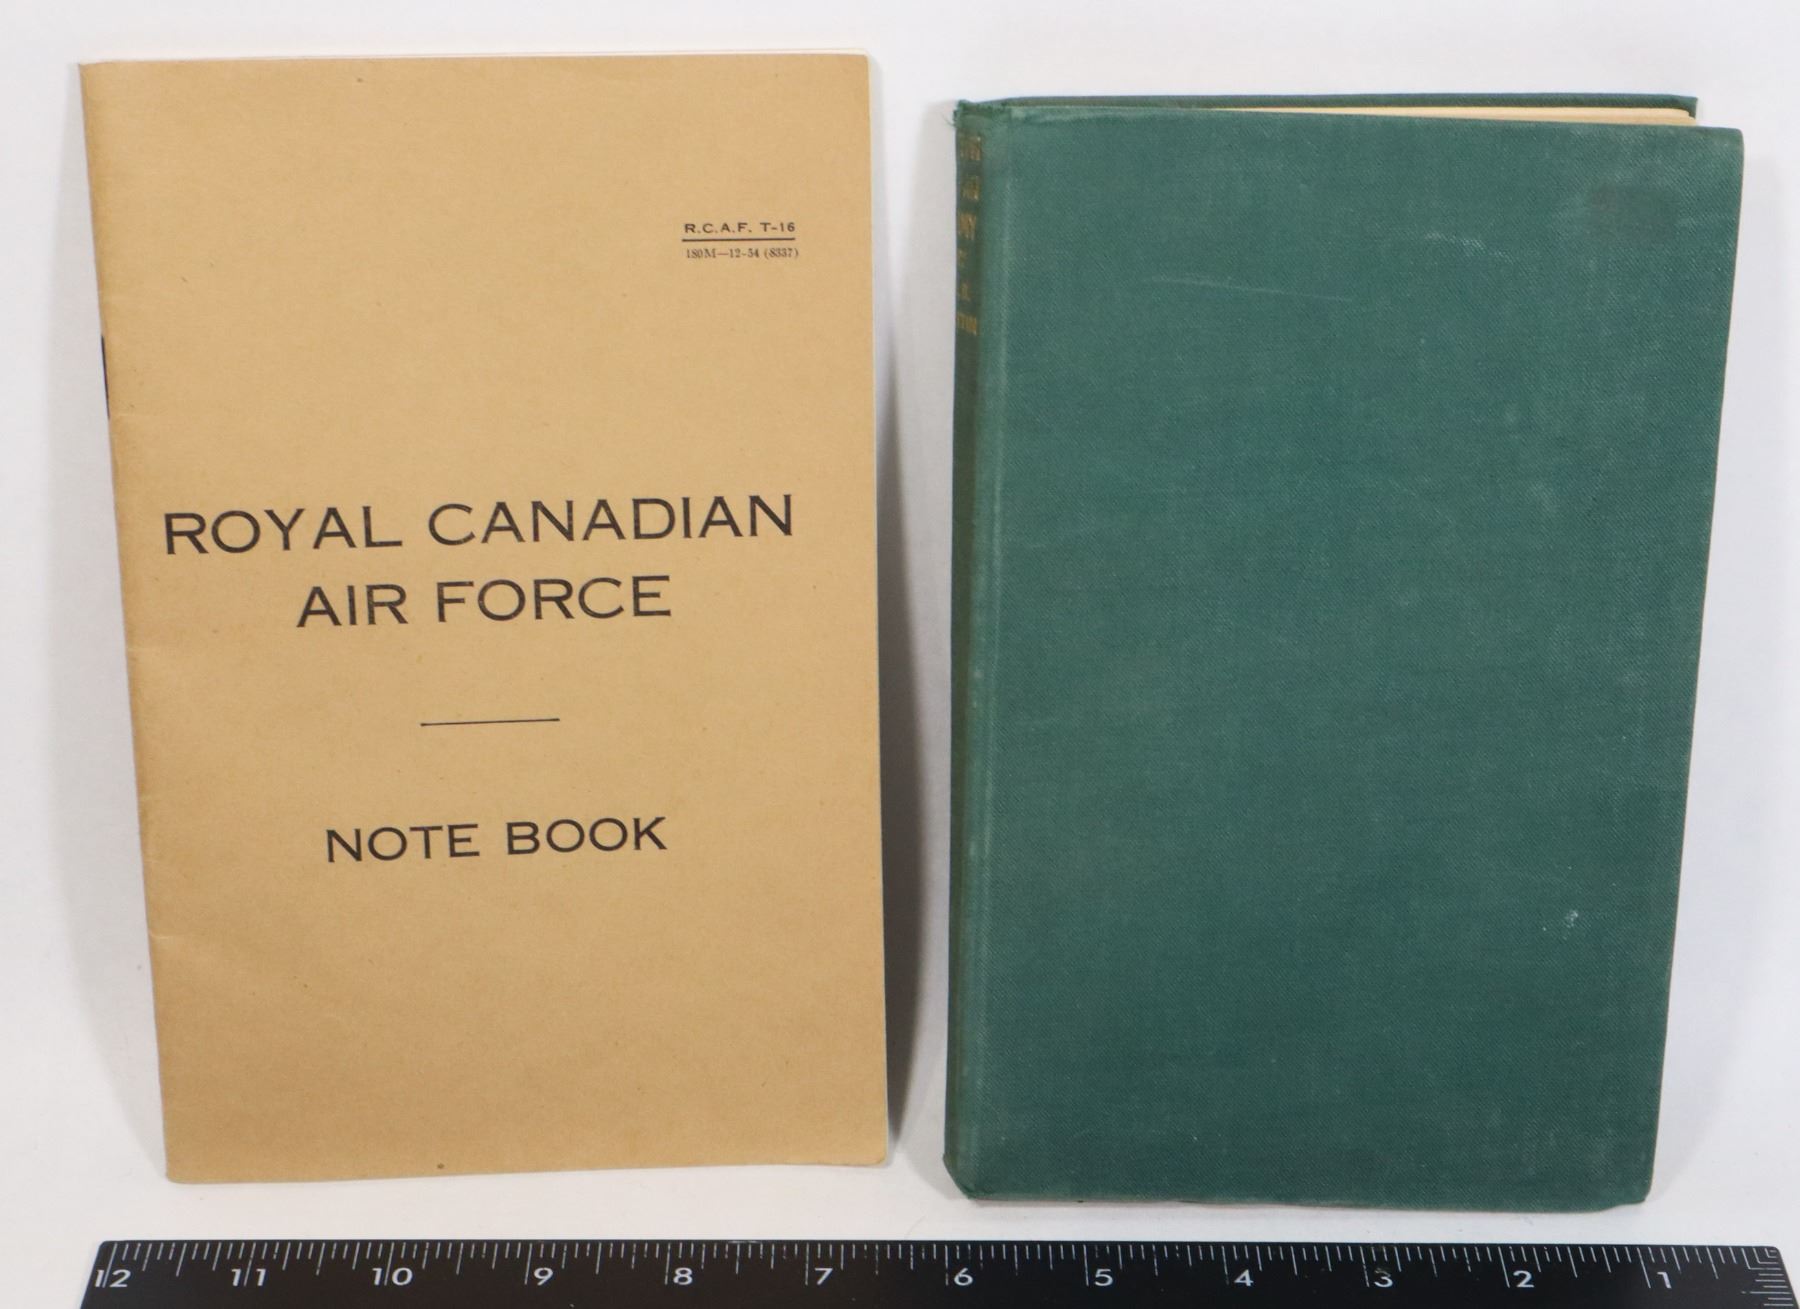 R.C.A.F. T-16
180M—12-54 (8337)
ROYAL CANADIAN
AIR FORCE
NOTE BOOK
12 11 10 9 8 7 6 5 4 3 2 1